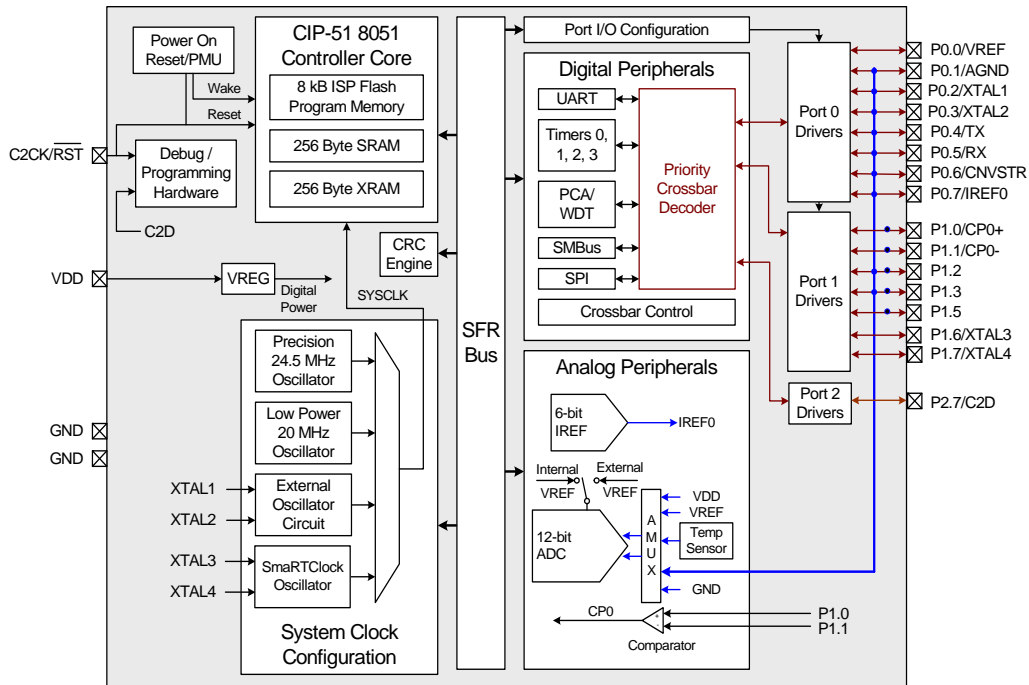 Power On
Reset/PMU
Wake
Reset
C2CK/RST
Debug /
Programming
Hardware
C2D
CIP-51 8051
Controller Core
8 kB ISP Flash
Program Memory
256 Byte SRAM
256 Byte XRAM
VDD
VREG
Digital
Power
CRC
Engine
SYSCLK
Precision
24.5 MHz
Oscillator
Low Power
20 MHz
Oscillator
External
Oscillator
Circuit
SmaRTClock
Oscillator
System Clock
Configuration
GND
GND
XTAL1
XTAL2
XTAL3
XTAL4
SFR
Bus
Port I/O Configuration
Digital Peripherals
UART
Timers 0,
1, 2, 3
PCA/
WDT
SMBus
SPI
Priority
Crossbar
Decoder
Crossbar Control
Analog Peripherals
6-bit
IREF
IREF0
Internal
VREF
External
VREF
12-bit
ADC
A
M
U
X
VDD
VREF
Temp
Sensor
GND
CP0
+
-
Comparator
P1.0
P1.1
Port 0
Drivers
Port 1
Drivers
Port 2
Drivers
P0.0/VREF
P0.1/AGND
P0.2/XTAL1
P0.3/XTAL2
P0.4/TX
P0.5/RX
P0.6/CNVSTR
P0.7/IREF0
P1.0/CP0+
P1.1/CP0-
P1.2
P1.3
P1.5
P1.6/XTAL3
P1.7/XTAL4
P2.7/C2D